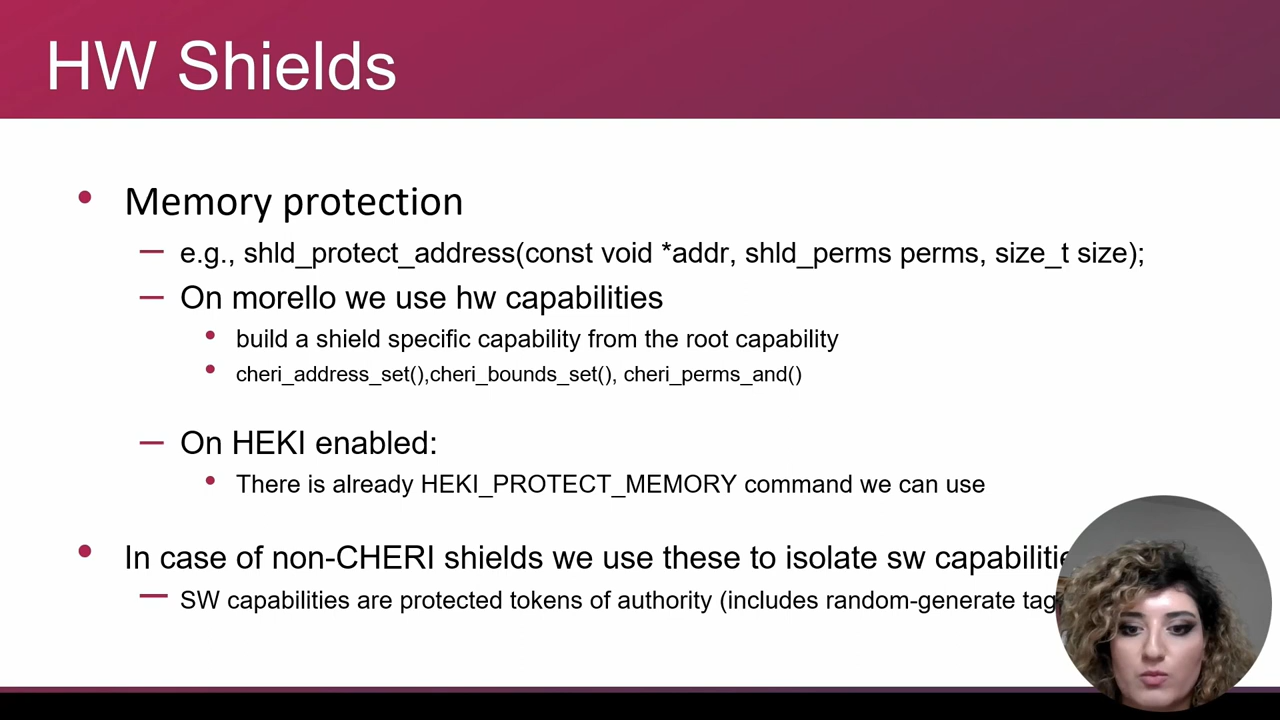 HW Shields
• Memory protection
– e.g., shld_protect_address(const void *addr, shld_perms perms, size_t size);
– On morello we use hw capabilities
• build a shield specific capability from the root capability
• cheri_address_set(),cheri_bounds_set(), cheri_perms_and()
– On HEKI enabled:
• There is already HEKI_PROTECT_MEMORY command we can use
• In case of non-CHERI shields we use these to isolate sw
– SW capabilities are protected tokens of authority (includes random-generate